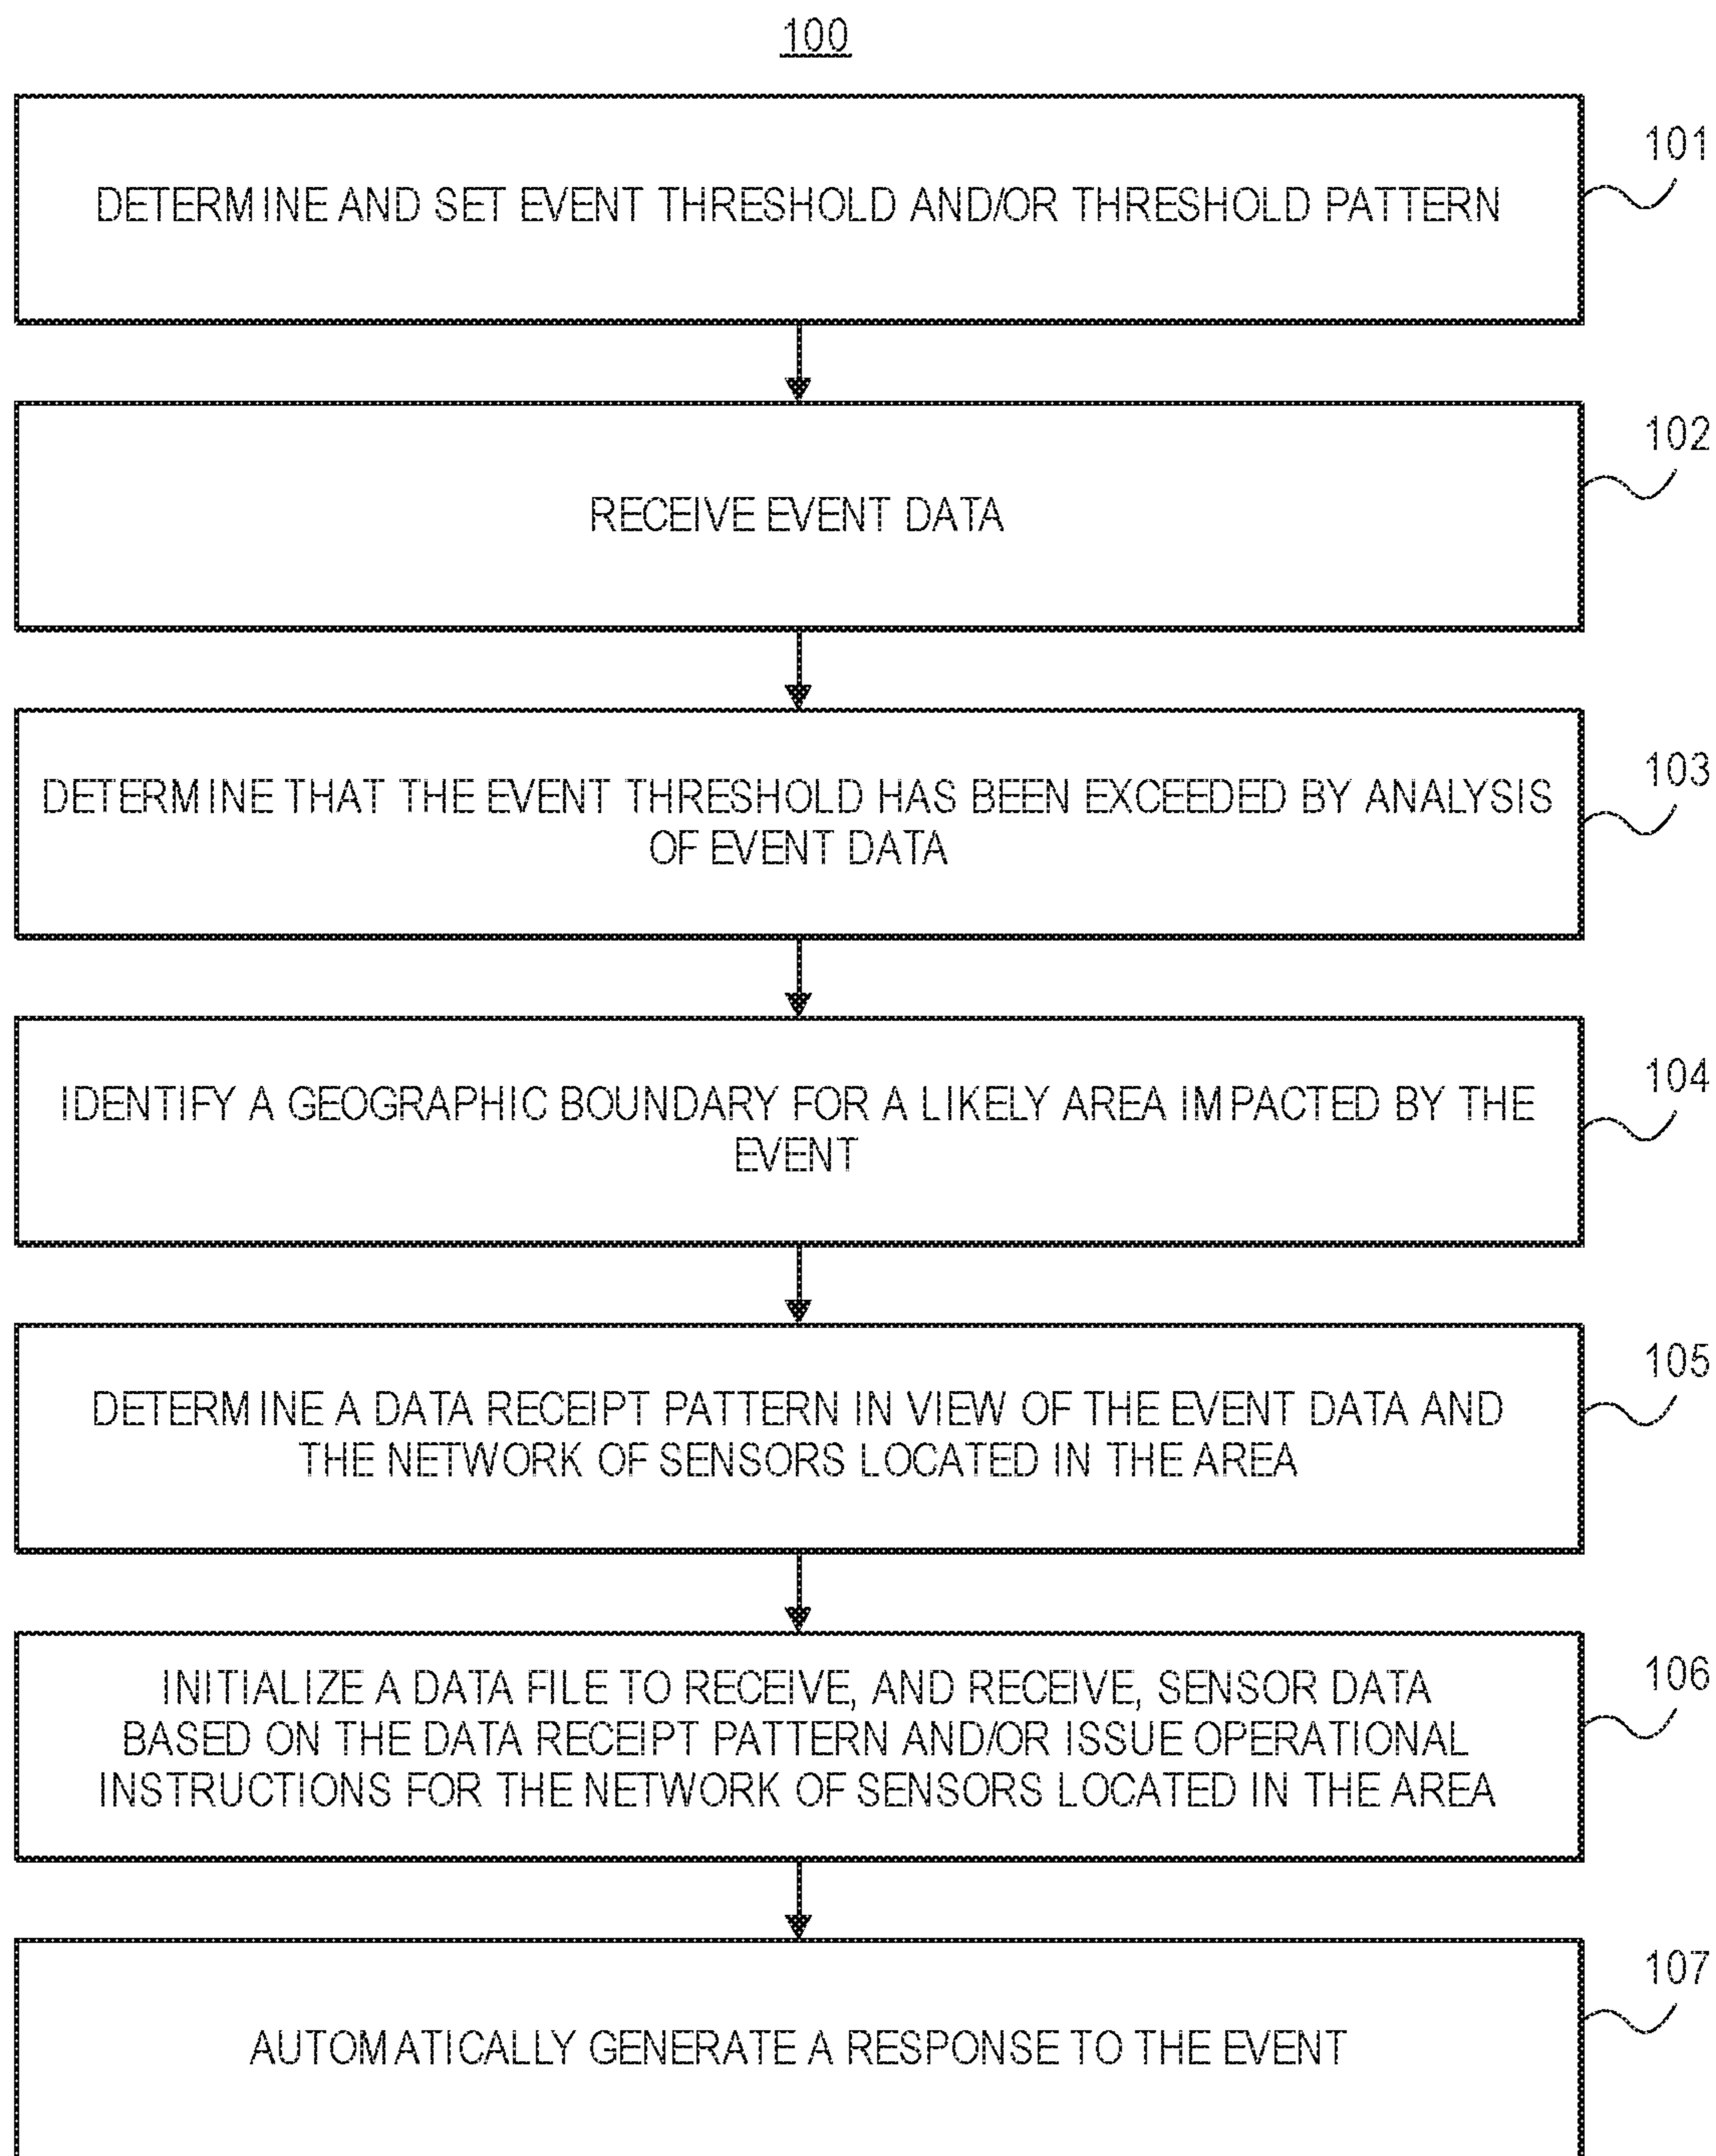 100
DETERMINE AND SET EVENT THRESHOLD AND/OR THRESHOLD PATTERN
101
RECEIVE EVENT DATA
102
DETERMINE THAT THE EVENT THRESHOLD HAS BEEN EXCEEDED BY ANALYSIS
OF EVENT DATA
103
IDENTIFY A GEOGRAPHIC BOUNDARY FOR A LIKELY AREA IMPACTED BY THE
EVENT
104
DETERMINE A DATA RECEIPT PATTERN IN VIEW OF THE EVENT DATA AND
THE NETWORK OF SENSORS LOCATED IN THE AREA
105
INITIALIZE A DATA FILE TO RECEIVE, AND RECEIVE, SENSOR DATA
BASED ON THE DATA RECEIPT PATTERN AND/OR ISSUE OPERATIONAL
INSTRUCTIONS FOR THE NETWORK OF SENSORS LOCATED IN THE AREA
106
AUTOMATICALLY GENERATE A RESPONSE TO THE EVENT
107